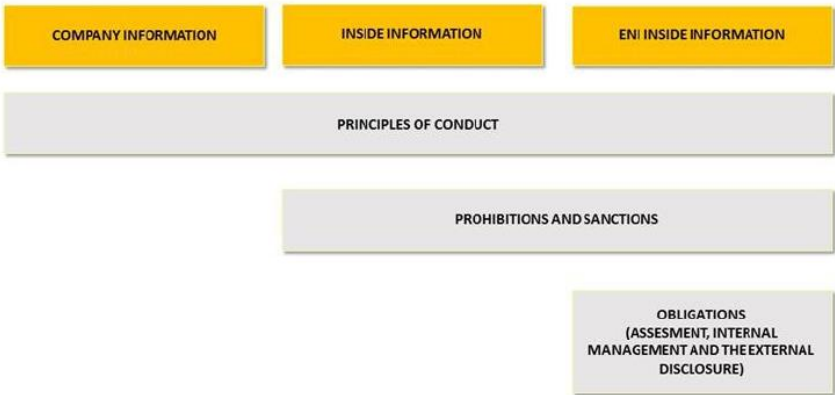 COMPANY INFORMATION
INSIDE INFORMATION
ENI INSIDE INFORMATION
PRINCIPLES OF CONDUCT
PROHIBITIONS AND SANCTIONS
OBLIGATIONS
(ASSESMENT, INTERNAL
MANAGEMENT AND THE EXTERNAL
DISCLOSURE)